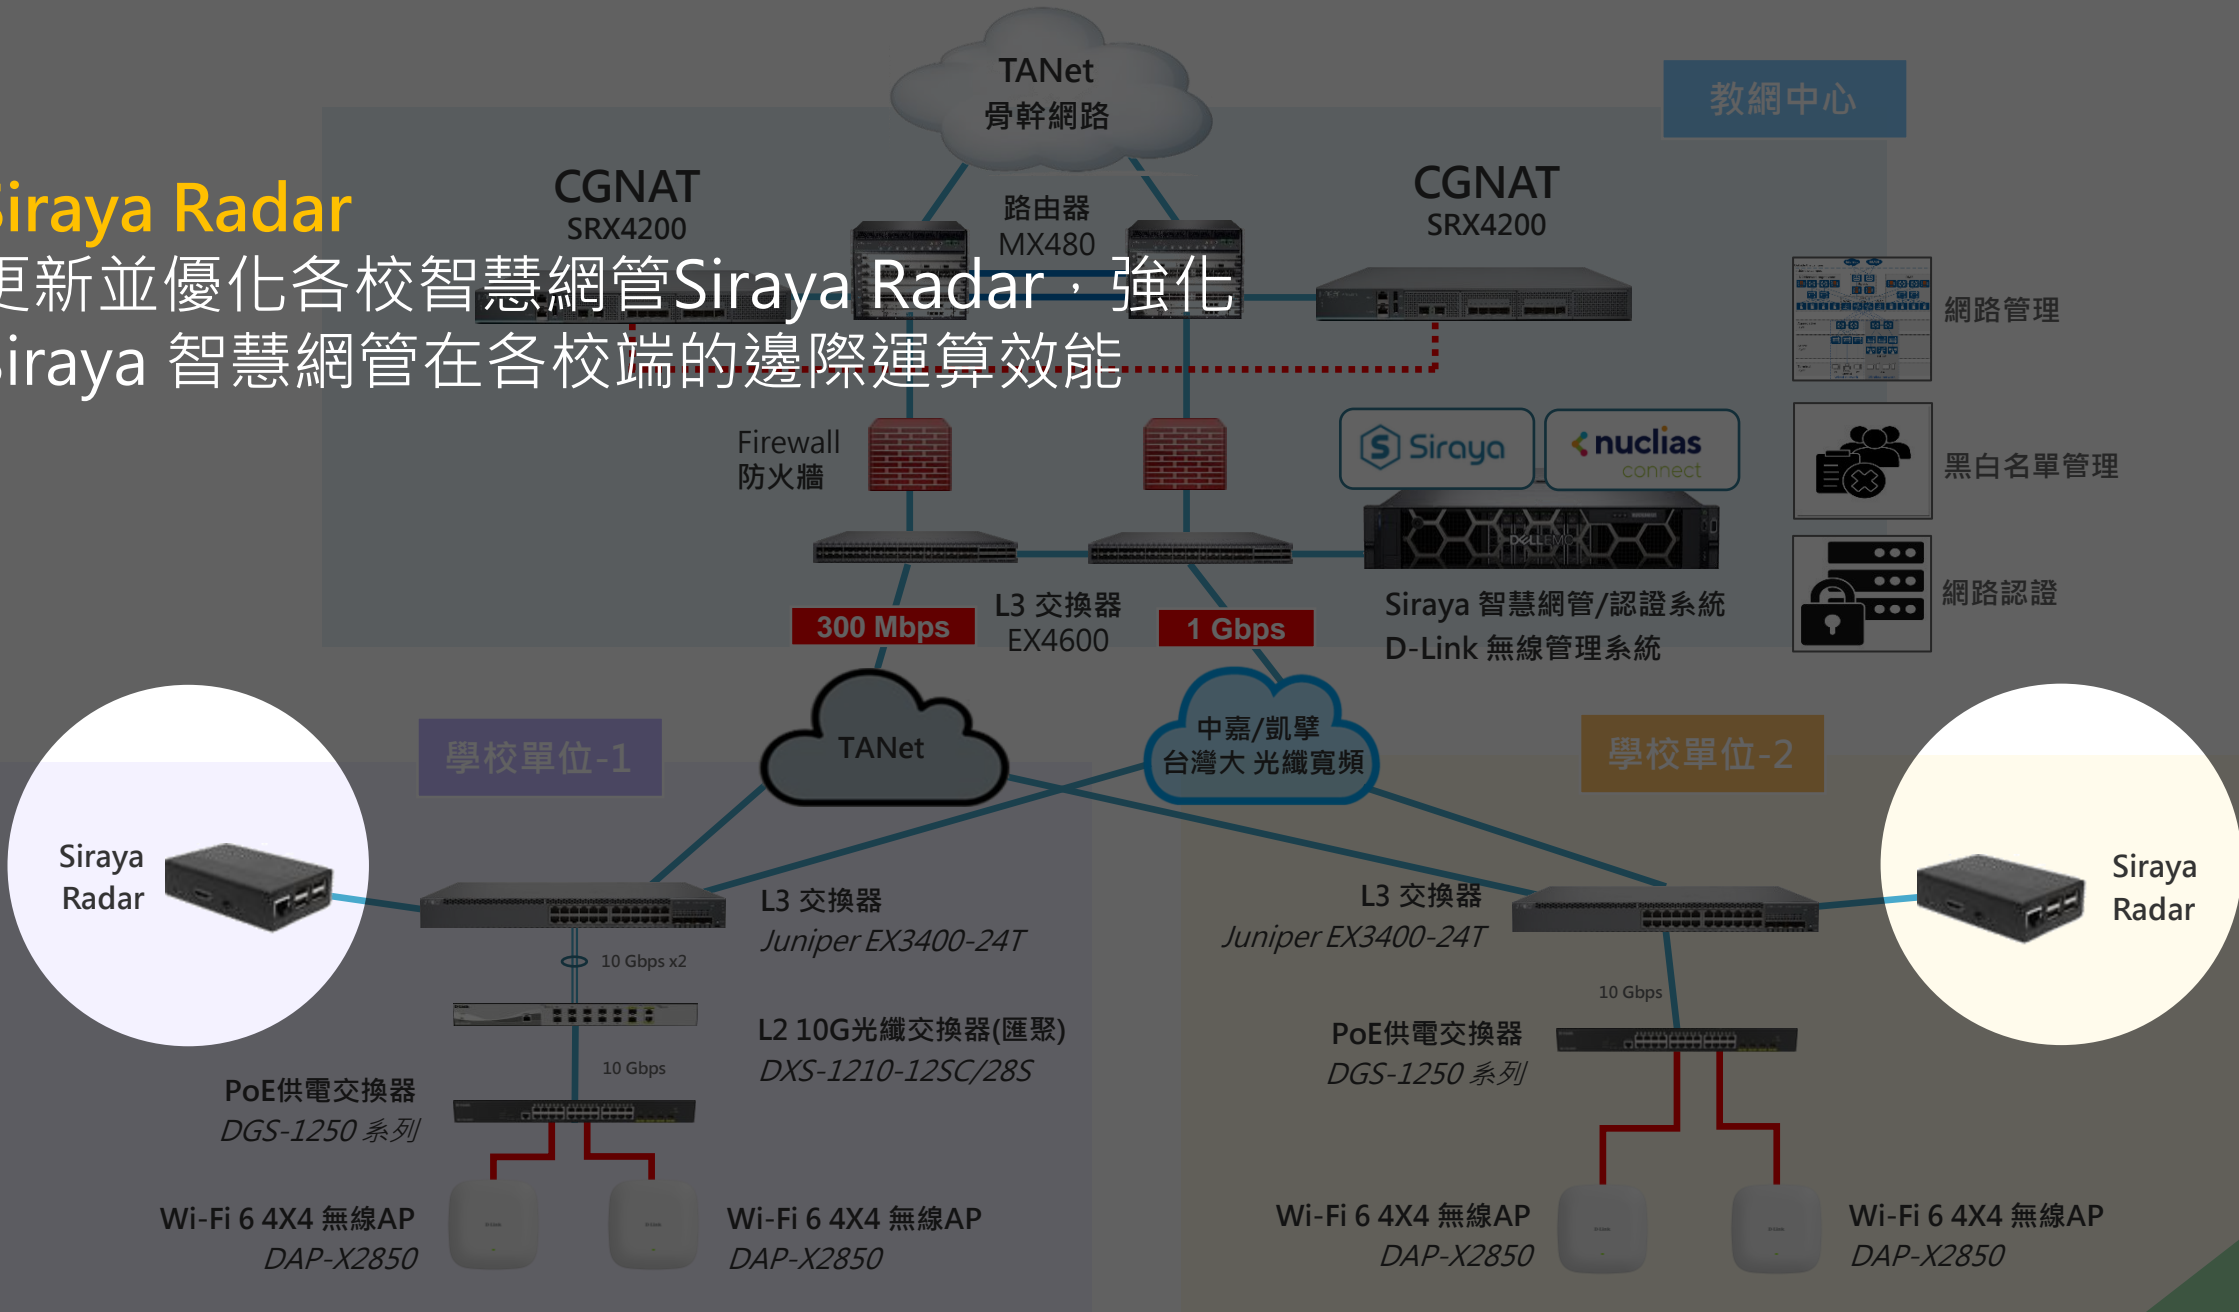 TANet
骨幹網路
教網中心
CGNAT
SRX4200
路由器
MX480
CGNAT
SRX4200
Siraya Radar
更新並優化各校智慧網管Siraya Radar，強化
Siraya 智慧網管在各校端的邊際運算效能
網路管理
Firewall
防火牆
Siraya
nuclias
connect
黑白名單管理
DELLEMC
網路認證
300 Mbps
L3 交換器
EX4600
1 Gbps
Siraya 智慧網管/認證系統
D-Link 無線管理系統
學校單位-1
TANet
中嘉/凱擘
台灣大 光纖寬頻
學校單位-2
Siraya
Radar
L3 交換器
Juniper EX3400-24T
L3 交換器
Juniper EX3400-24T
Siraya
Radar
10 Gbps x2
L2 10G光纖交換器(匯聚)
DXS-1210-12SC/28S
10 Gbps
PoE供電交換器
DGS-1250 系列
10 Gbps
PoE供電交換器
DGS-1250 系列
Wi-Fi 6 4X4 無線AP
DAP-X2850
Wi-Fi 6 4X4 無線AP
DAP-X2850
Wi-Fi 6 4X4 無線AP
DAP-X2850
Wi-Fi 6 4X4 無線AP
DAP-X2850